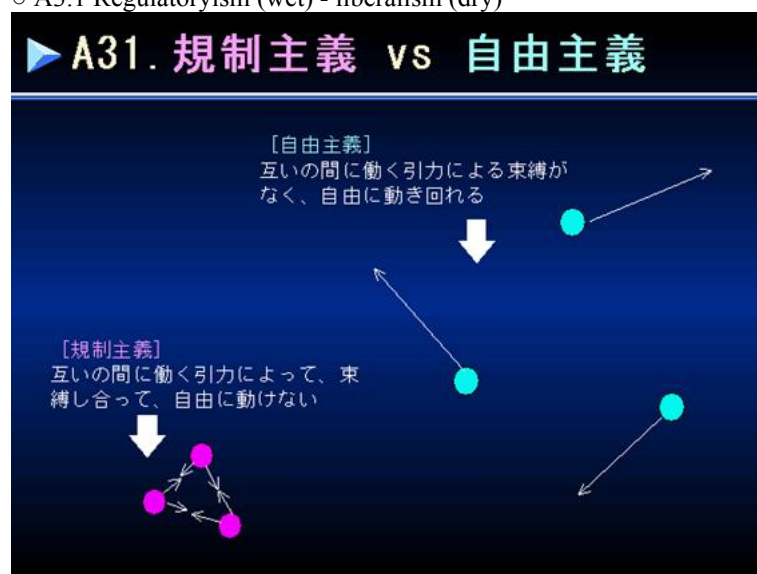 ○ A3.1 Regulatoryism (wet) - liberalism (dry)
A31.規制主義 vs 自由主義
[自由主義]
互いの間に働く引力による束縛が
なく、自由に動き回れる
[規制主義]
互いの間に働く引力によって、束
縛し合って、自由に動けない